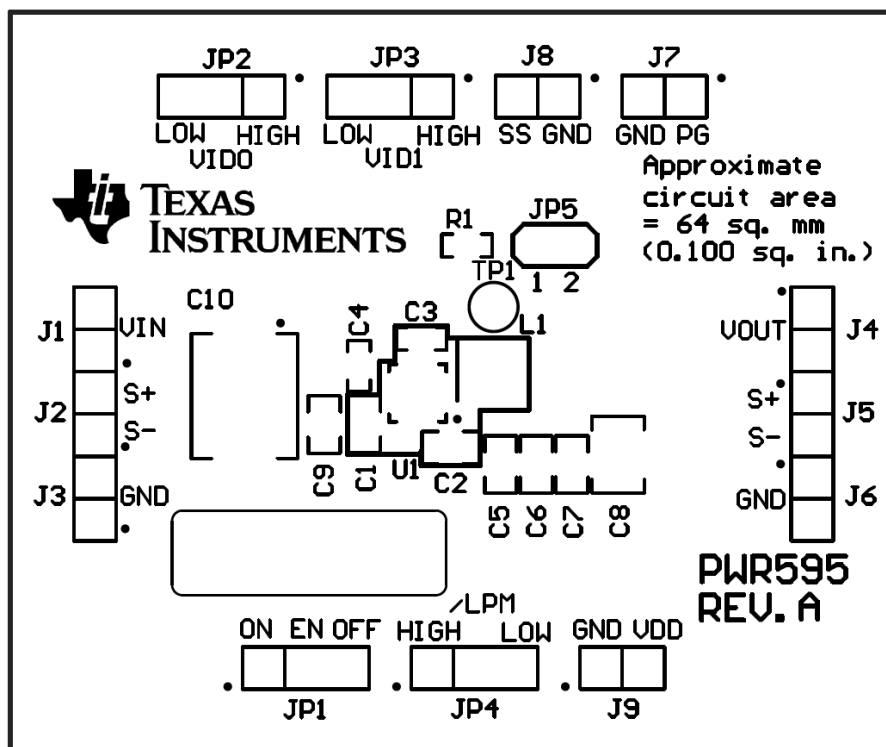 JP2
JP3
J8
J7
LOW HIGH
VID0
LOW HIGH
VID1
SS GND
GND PG
TEXAS
INSTRUMENTS
Approximate
circuit area
= 64 sq. mm
(0.100 sq. in.)
R1
JP5
TP1
1 2
C10
C4
C3
L1
J1
VIN
J2
S+
S-
J3
GND
VOUT
J4
S+
J5
S-
GND
J6
C9
C1
U1
C2
C5
C6
C7
C8
PWR595
REV. A
ON EN OFF
/LPM
HIGH LOW
GND VDD
JP1
JP4
J9